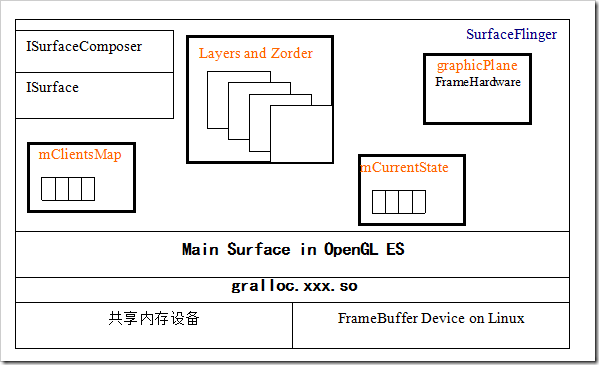 SurfaceFlinger
ISurfaceComposer
ISurface
Layers and Zorder
graphicPlane
FrameHardware
mClientsMap
mCurrentState
Main Surface in OpenGL ES
gralloc.xxx.so
共享内存设备
FrameBuffer Device on Linux